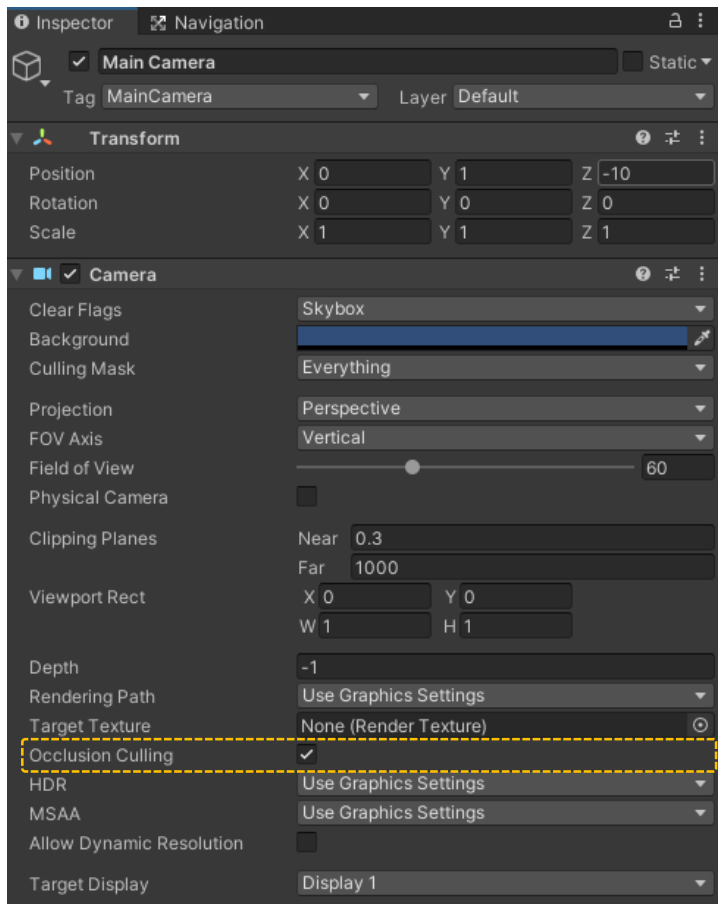 Inspector Navigation
Main Camera Static
Tag MainCamera Layer Default
Transform
Position X 0 Y 1 Z -10
Rotation X 0 Y 0 Z 0
Scale X 1 Y 1 Z 1
Camera
Clear Flags Skybox
Background
Culling Mask Everything
Projection Perspective
FOV Axis Vertical
Field of View 60
Physical Camera
Clipping Planes Near 0.3
Far 1000
Viewport Rect X 0 Y 0
W 1 H 1
Depth -1
Rendering Path Use Graphics Settings
Target Texture None (Render Texture)
Occlusion Culling
HDR Use Graphics Settings
MSAA Use Graphics Settings
Allow Dynamic Resolution
Target Display Display 1